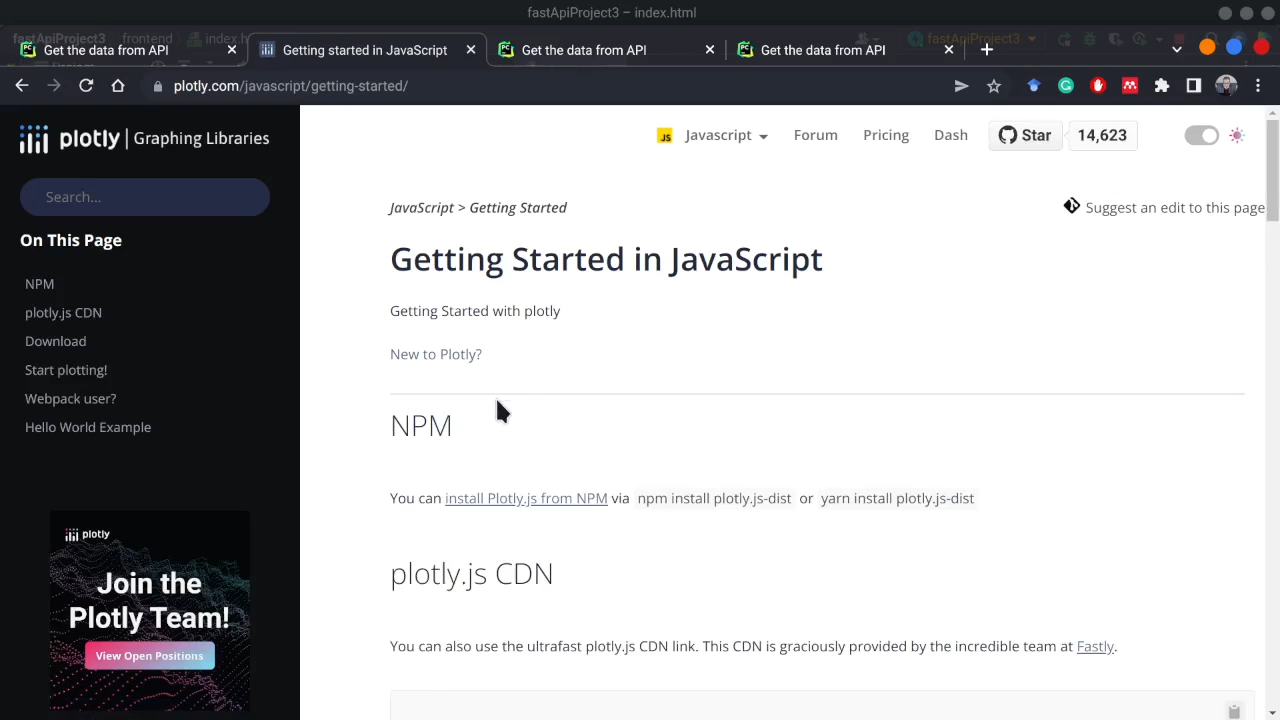 fastApiProject3 – index.html
fastApiProject3 frontend index.h fastApiProject3
Get the data from API
Getting started in JavaScript
Get the data from API
Get the data from API
plotly.com/javascript/getting-started/
plotly | Graphing Libraries
JS Javascript Forum Pricing Dash Star 14,623
Search...
JavaScript > Getting Started
Suggest an edit to this page
On This Page
NPM
plotly.js CDN
Download
Start plotting!
Webpack user?
Hello World Example
plotly
Join the
Plotly Team!
View Open Positions
Getting Started in JavaScript
Getting Started with plotly
New to Plotly?
NPM
You can install Plotly.js from NPM via npm install plotly.js-dist or yarn install plotly.js-dist
plotly.js CDN
You can also use the ultrafast plotly.js CDN link. This CDN is graciously provided by the incredible team at Fastly.